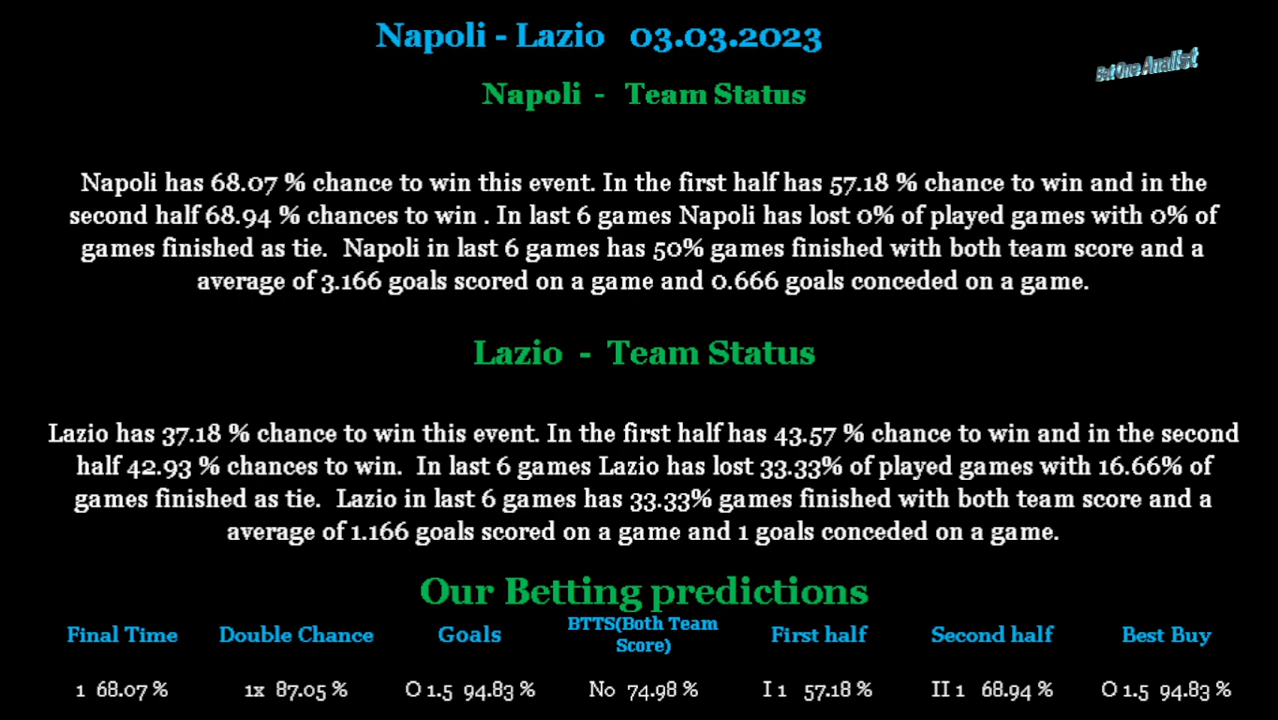 Napoli - Lazio 03.03.2023
Bet One Analist
Napoli - Team Status
Napoli has 68.07 % chance to win this event. In the first half has 57.18 % chance to win and in the
second half 68.94 % chances to win . In last 6 games Napoli has lost 0% of played games with 0% of
games finished as tie. Napoli in last 6 games has 50% games finished with both team score and a
average of 3.166 goals scored on a game and 0.666 goals conceded on a game.
Lazio - Team Status
Lazio has 37.18 % chance to win this event. In the first half has 43.57 % chance to win and in the second
half 42.93 % chances to win. In last 6 games Lazio has lost 33.33% of played games with 16.66% of
games finished as tie. Lazio in last 6 games has 33.33% games finished with both team score and a
average of 1.166 goals scored on a game and 1 goals conceded on a game.
Our Betting predictions
Final Time Double Chance Goals BTTS(Both Team Score) First half Second half Best Buy
1 68.07 % 1x 87.05 % O 1.5 94.83 % No 74.98 % I 1 57.18 % II 1 68.94 % O 1.5 94.83 %